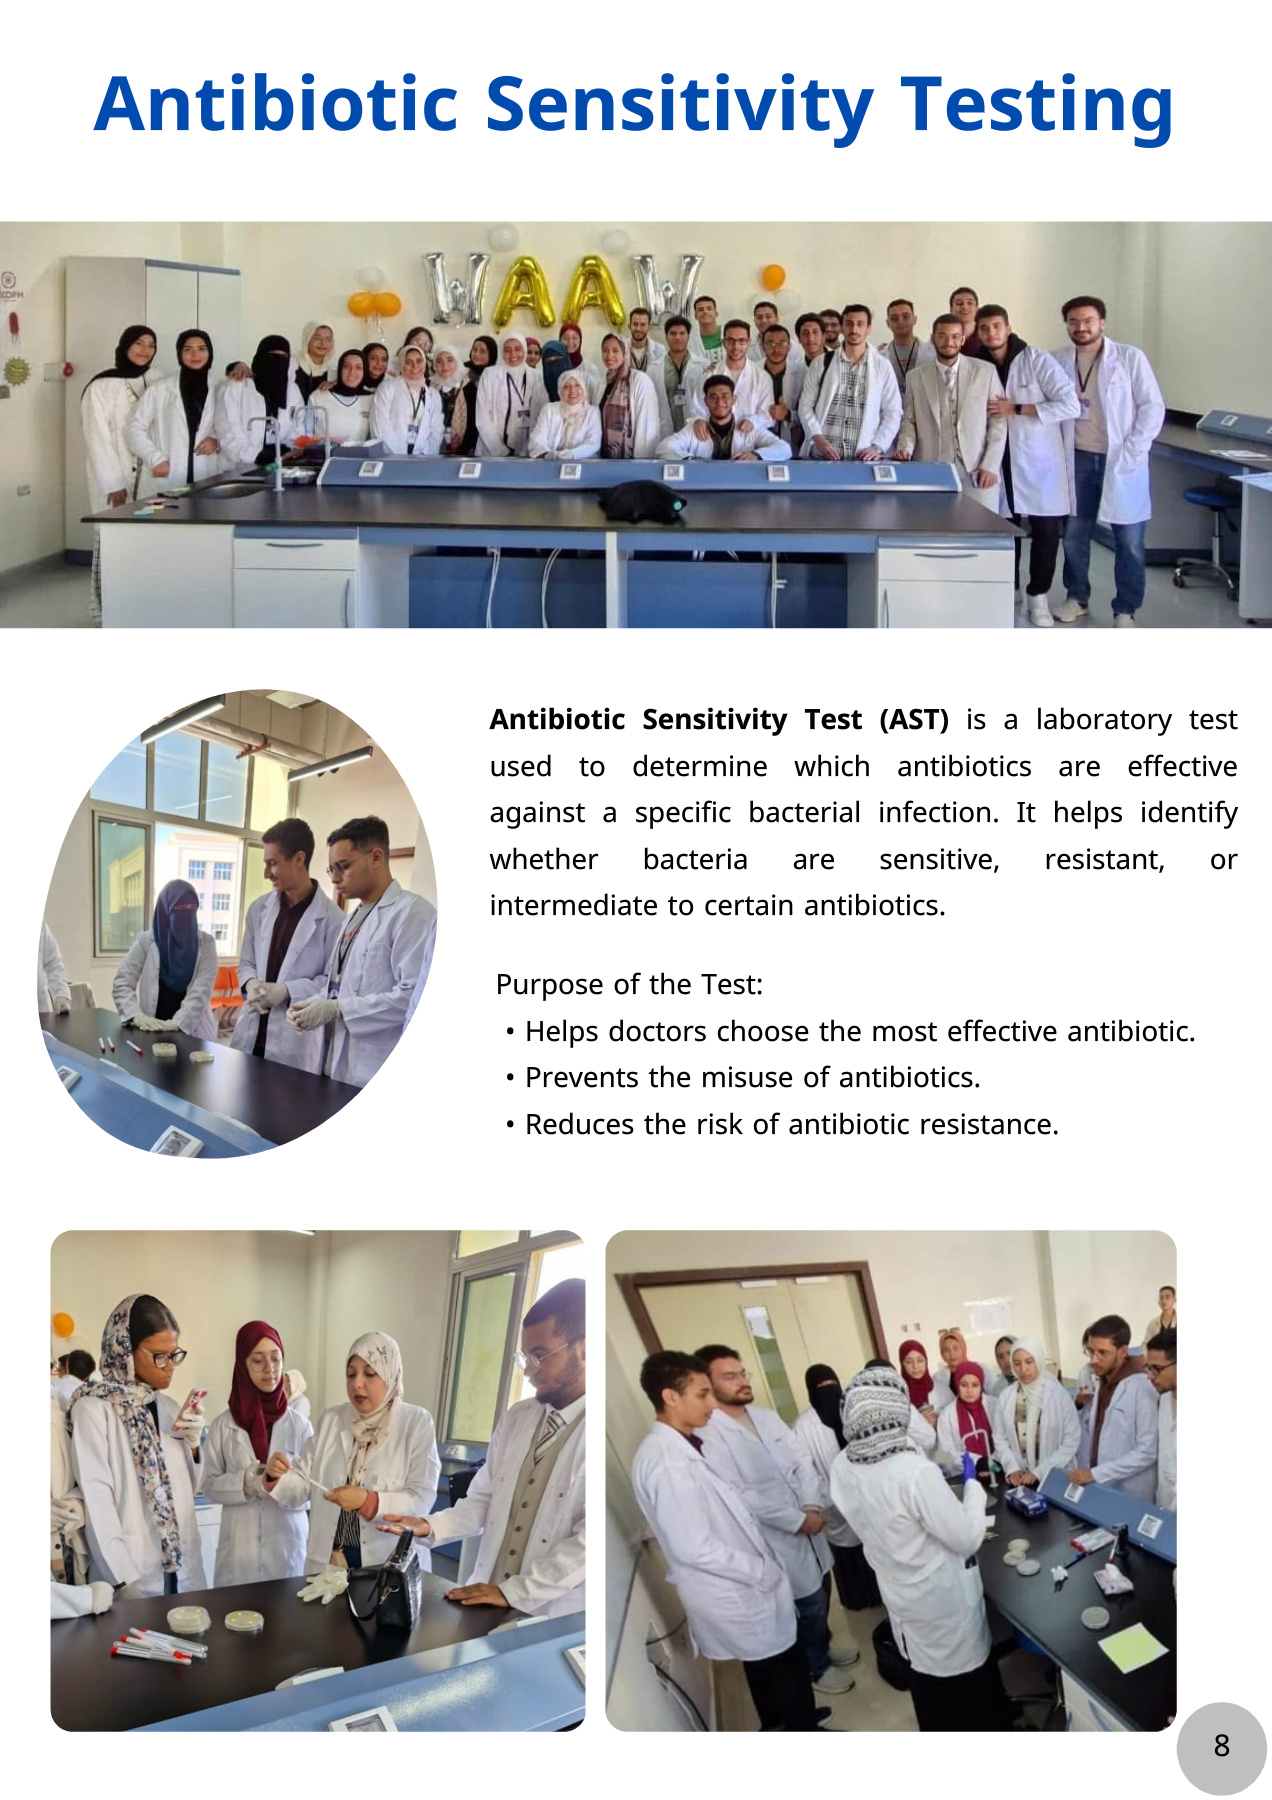 Antibiotic Sensitivity Testing
WAAW
Antibiotic Sensitivity Test (AST) is a laboratory test
used to determine which antibiotics are effective
against a specific bacterial infection. It helps identify
whether bacteria are sensitive, resistant, or
intermediate to certain antibiotics.
Purpose of the Test:
• Helps doctors choose the most effective antibiotic.
• Prevents the misuse of antibiotics.
• Reduces the risk of antibiotic resistance.
8